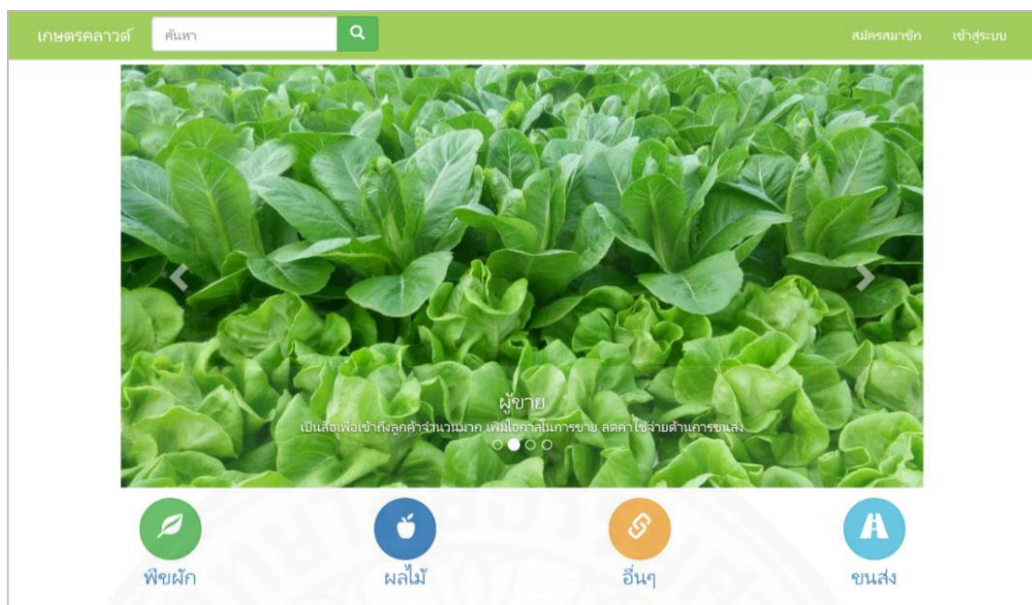 เกษตรคลาวด์ ค้นหา สมัครสมาชิก เข้าสู่ระบบ
ผู้ขาย
เป็นสื่อเพื่อเข้าถึงลูกค้าจำนวนมาก เพิ่มโอกาสในการขาย ลดค่าใช้จ่ายด้านการขนส่ง
พืชผัก ผลไม้ อื่นๆ ขนส่ง